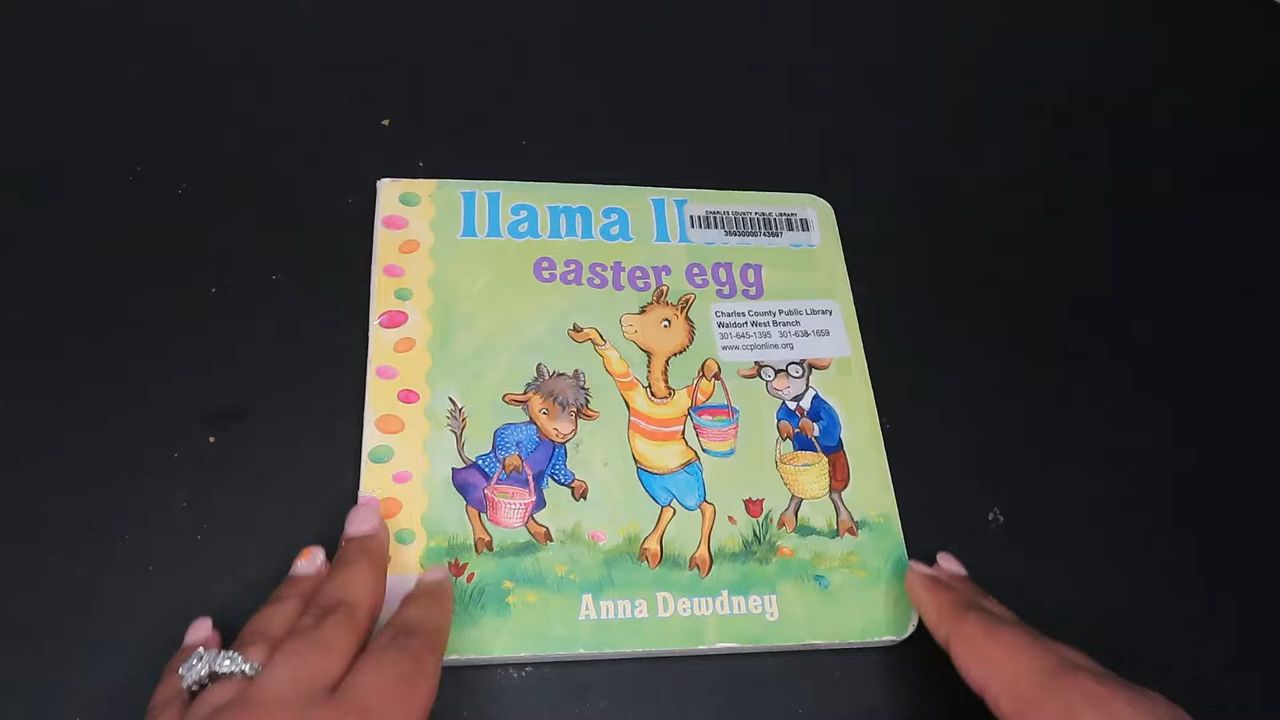 llama
CHARLES COUNTY PUBLIC LIBRARY
easter egg
Charles County Public Library
Waldorf West Branch
301-645-1395 301-638-1659
www.ccplonline.org
Anna Dewdney